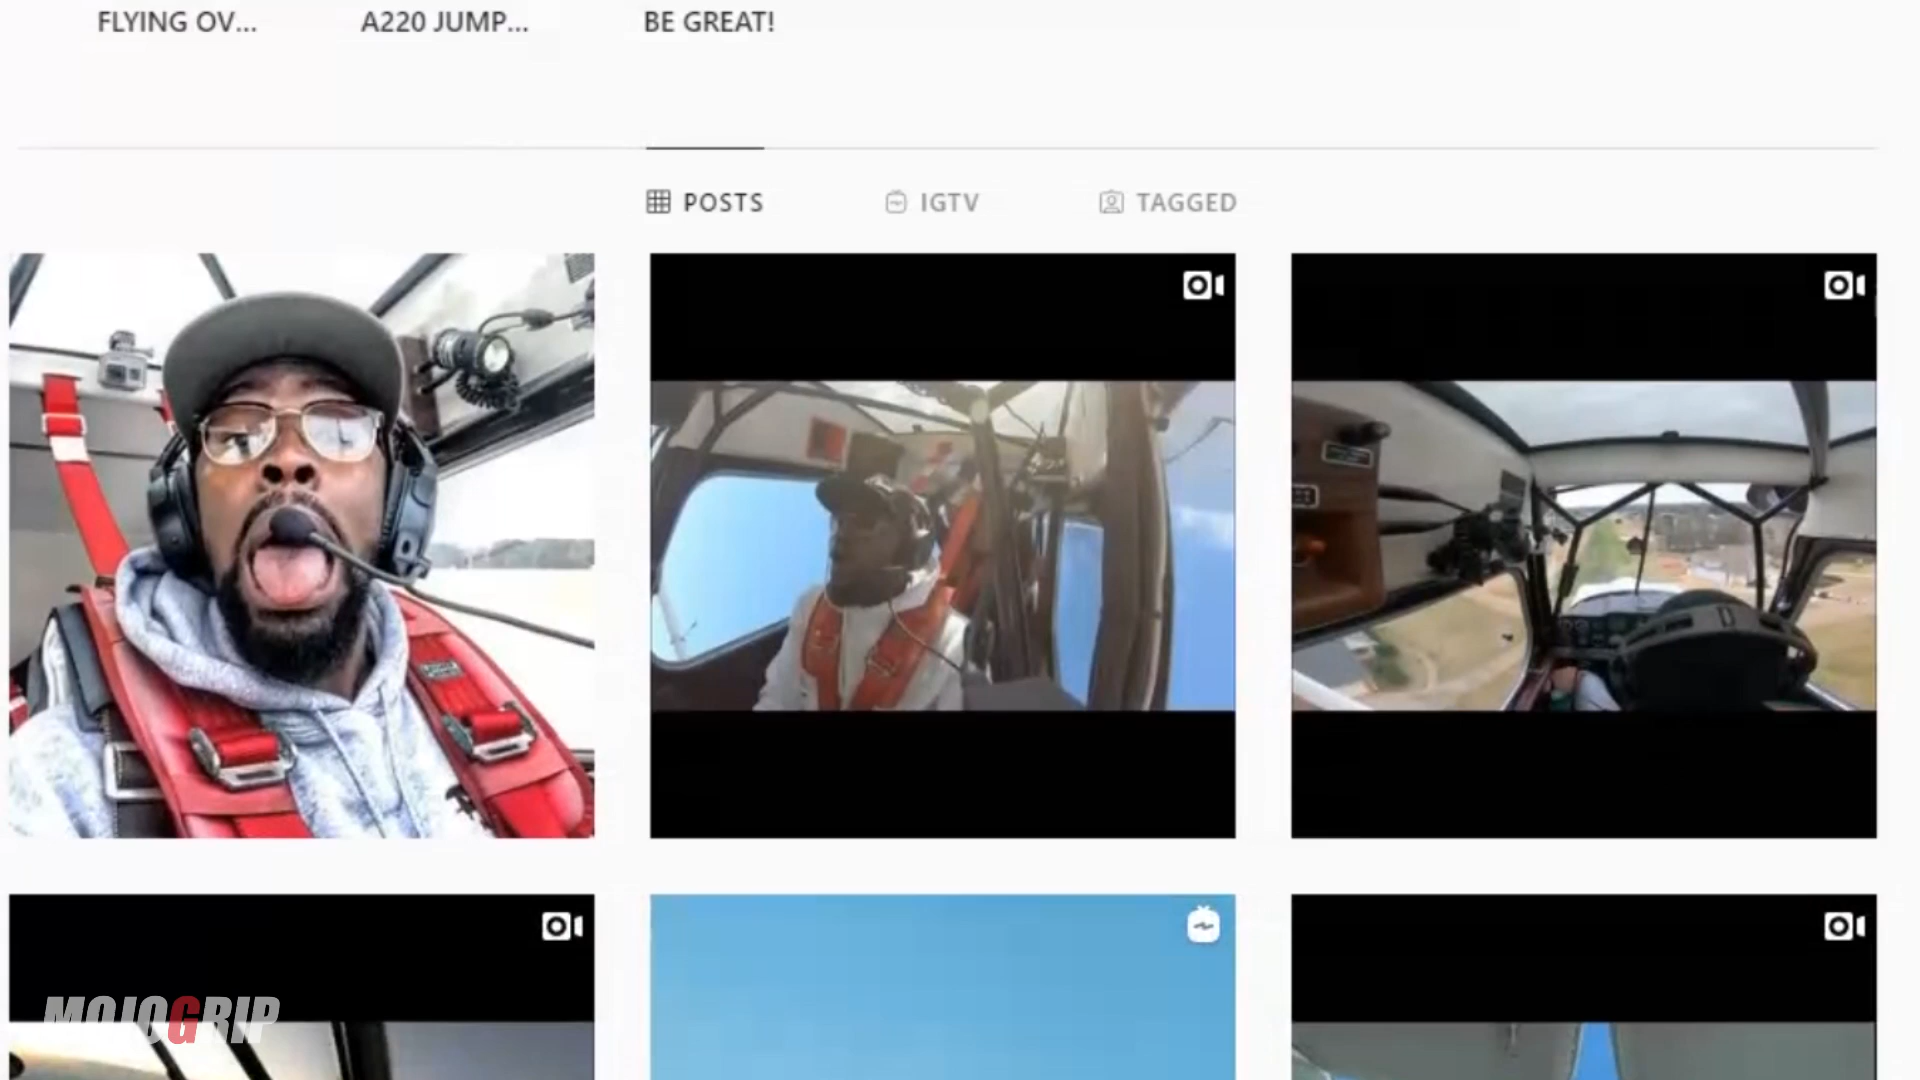 FLYING OV...
A220 JUMP...
BE GREAT!
POSTS
IGTV
TAGGED
MOJOGRIP